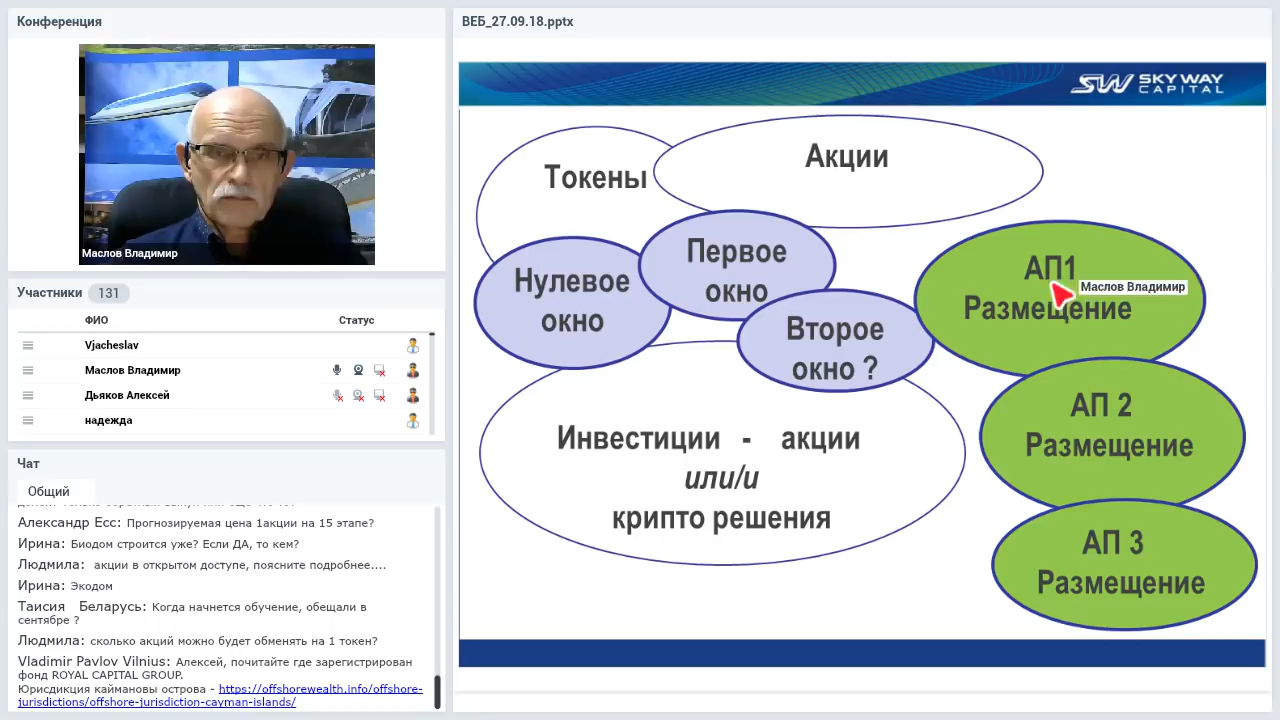 Конференция
Маслов Владимир
Участники 131
ФИО Статус
Vjacheslav
Маслов Владимир
Дьяков Алексей
надежда
Чат
Общий
Александр Есс: Прогнозируемая цена 1акции на 15 этапе?
Ирина: Биодом строится уже? Если ДА, то кем?
Людмила: акции в открытом доступе, поясните подробнее....
Ирина: Экодом
Таисия Беларусь: Когда начнется обучение, обещали в
сентябре ?
Людмила: сколько акций можно будет обменять на 1 токен?
Vladimir Pavlov Vilnius: Алексей, почитайте где зарегистрирован
фонд ROYAL CAPITAL GROUP.
Юрисдикция каймановы острова - https://offshorewealth.info/offshore-
jurisdictions/offshore-jurisdiction-cayman-islands/
ВЕБ_27.09.18.pptx
SW SKY WAY
CAPITAL
Токены
Акции
Нулевое
окно
Первое
окно
Второе
окно ?
Инвестиции - акции
или/и
крипто решения
АП1
Маслов Владимир
Размещение
АП 2
Размещение
АП 3
Размещение